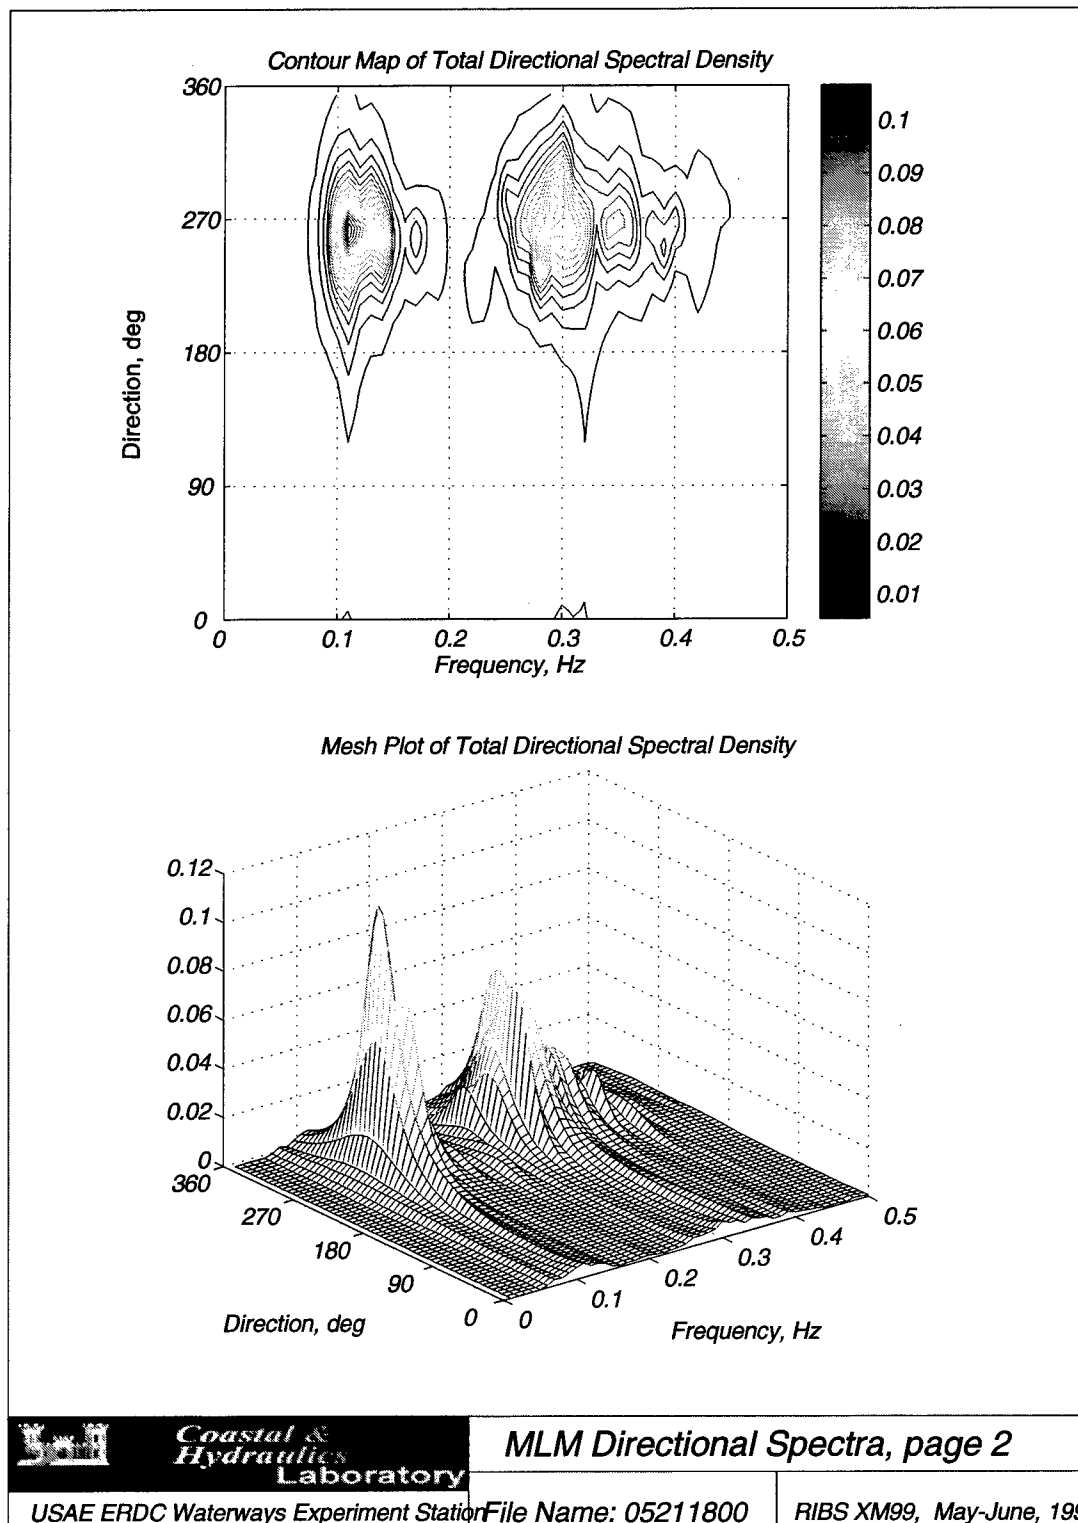 Contour Map of Total Directional Spectral Density
360
270
180
90
0
Direction, deg
0 0.1 0.2 0.3 0.4 0.5
Frequency, Hz
0.1
0.09
0.08
0.07
0.06
0.05
0.04
0.03
0.02
0.01
Mesh Plot of Total Directional Spectral Density
0.12
0.1
0.08
0.06
0.04
0.02
0
360
270
180
90
0
0 0.1 0.2 0.3 0.4 0.5
Direction, deg
Frequency, Hz
Coastal &
Hydraulics
Laboratory
MLM Directional Spectra, page 2
USAE ERDC Waterways Experiment Station
File Name: 05211800
RIBS XM99, May-June, 199